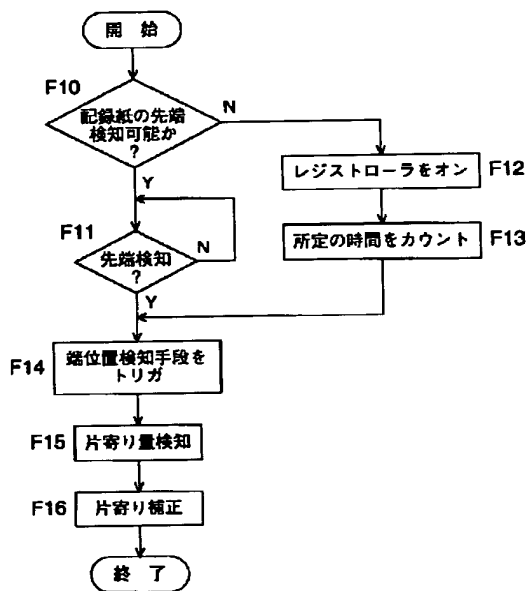 開 始
F10
記録紙の先端
検知可能か
?
N
Y
レジストローラをオン
F12
F11
先端検知
?
N
Y
所定の時間をカウント
F13
F14
端位置検知手段を
トリガ
F15
片寄り量検知
F16
片寄り補正
終 了